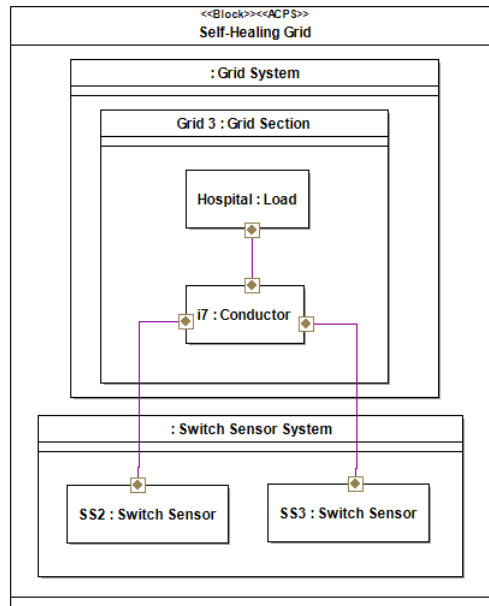 <<Block>><<ACPS>>
Self-Healing Grid
: Grid System
Grid 3 : Grid Section
Hospital : Load
i7 : Conductor
: Switch Sensor System
SS2 : Switch Sensor
SS3 : Switch Sensor